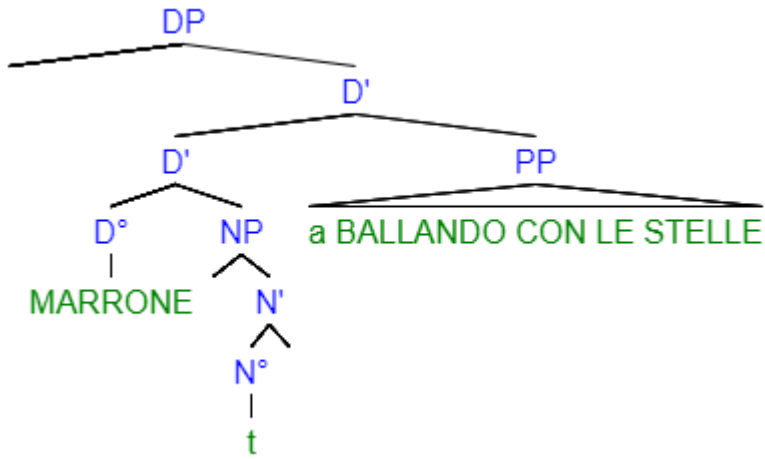 DP
D'
D' PP
D° NP a BALLANDO CON LE STELLE
MARRONE N'
N°
t